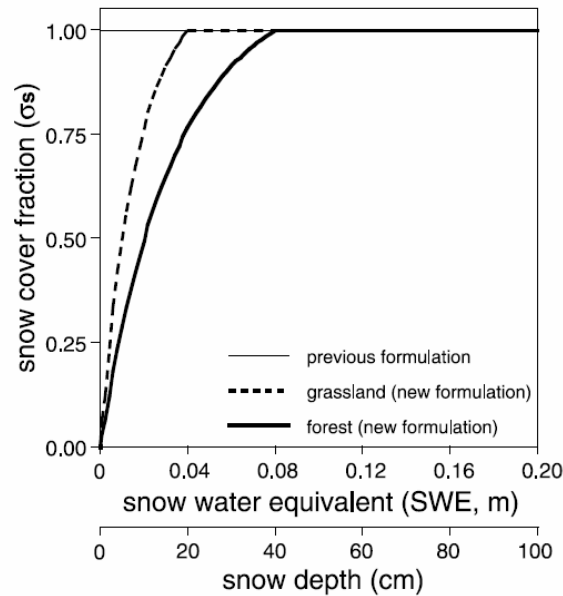 1.00
0.75
0.50
0.25
0.00
snow cover fraction (σs)
previous formulation
grassland (new formulation)
forest (new formulation)
0 0.04 0.08 0.12 0.16 0.20
snow water equivalent (SWE, m)
0 20 40 60 80 100
snow depth (cm)